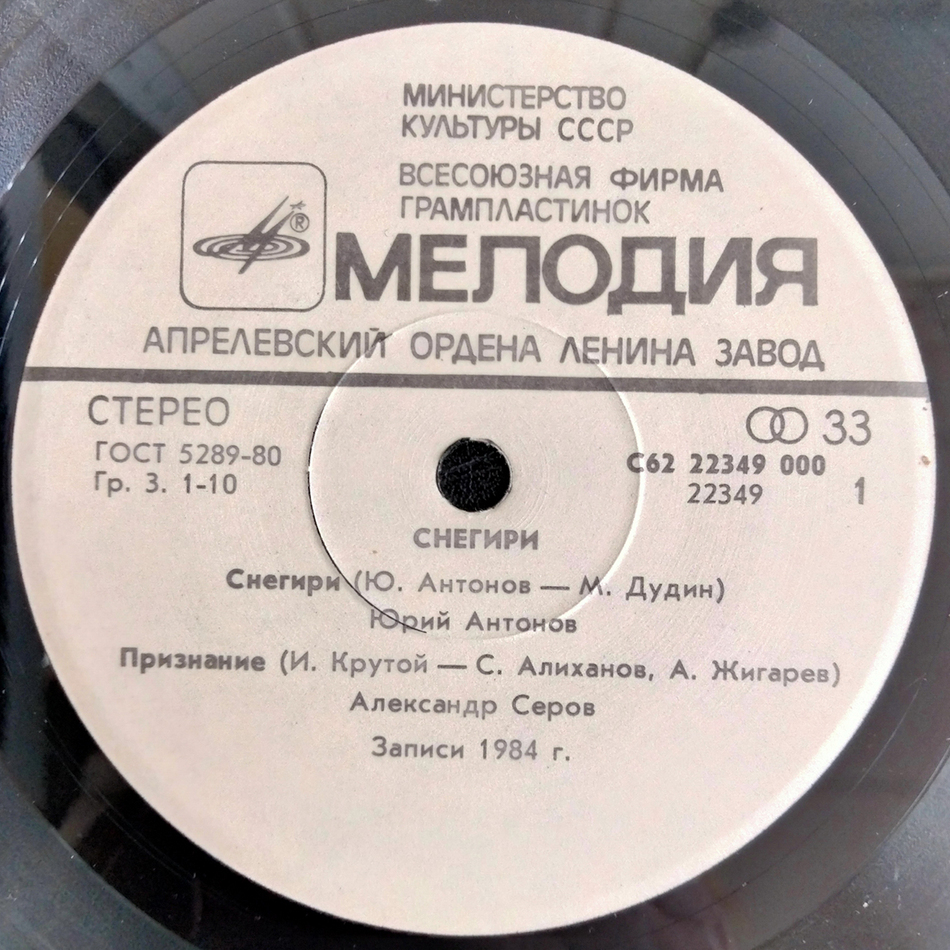 МИНИСТЕРСТВО
КУЛЬТУРЫ СССР
ВСЕСОЮЗНАЯ ФИРМА
ГРАМПЛАСТИНОК
®
МЕЛОДИЯ
АПРЕЛЕВСКИЙ ОРДЕНА ЛЕНИНА ЗАВОД
СТЕРЕО
33
ГОСТ 5289-80
С62 22349 000
Гр. 3. 1-10
22349 1
СНЕГИРИ
Снегири (Ю. Антонов — М. Дудин)
Юрий Антонов
Признание (И. Крутой — С. Алиханов, А. Жигарев)
Александр Серов
Записи 1984 г.